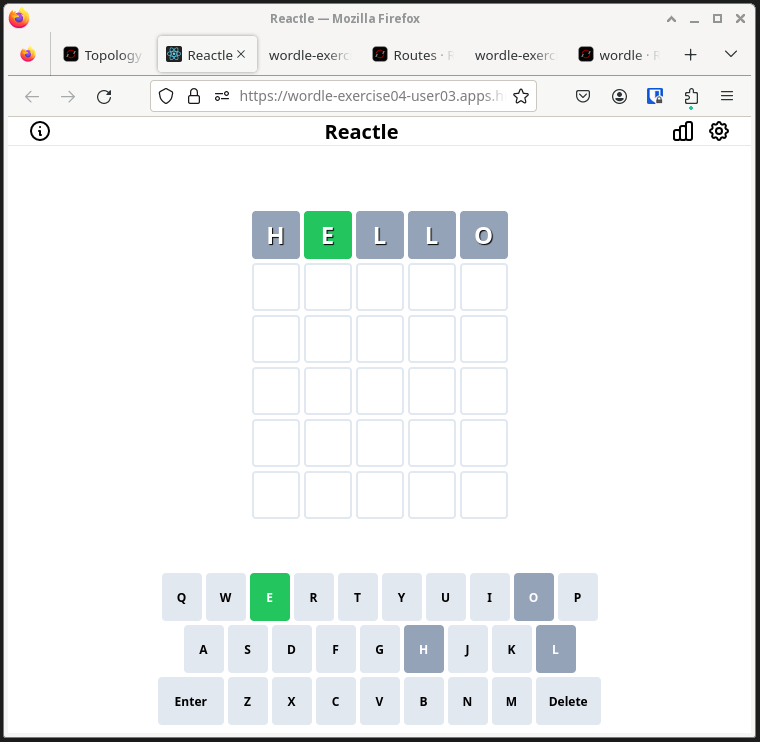 Reactle — Mozilla Firefox
Topology Reactle wordle-exerc Routes · wordle-exerc wordle ·
https://wordle-exercise04-user03.apps.h
Reactle
H E L L O
Q W E R T Y U I O P
A S D F G H J K L
Enter Z X C V B N M Delete